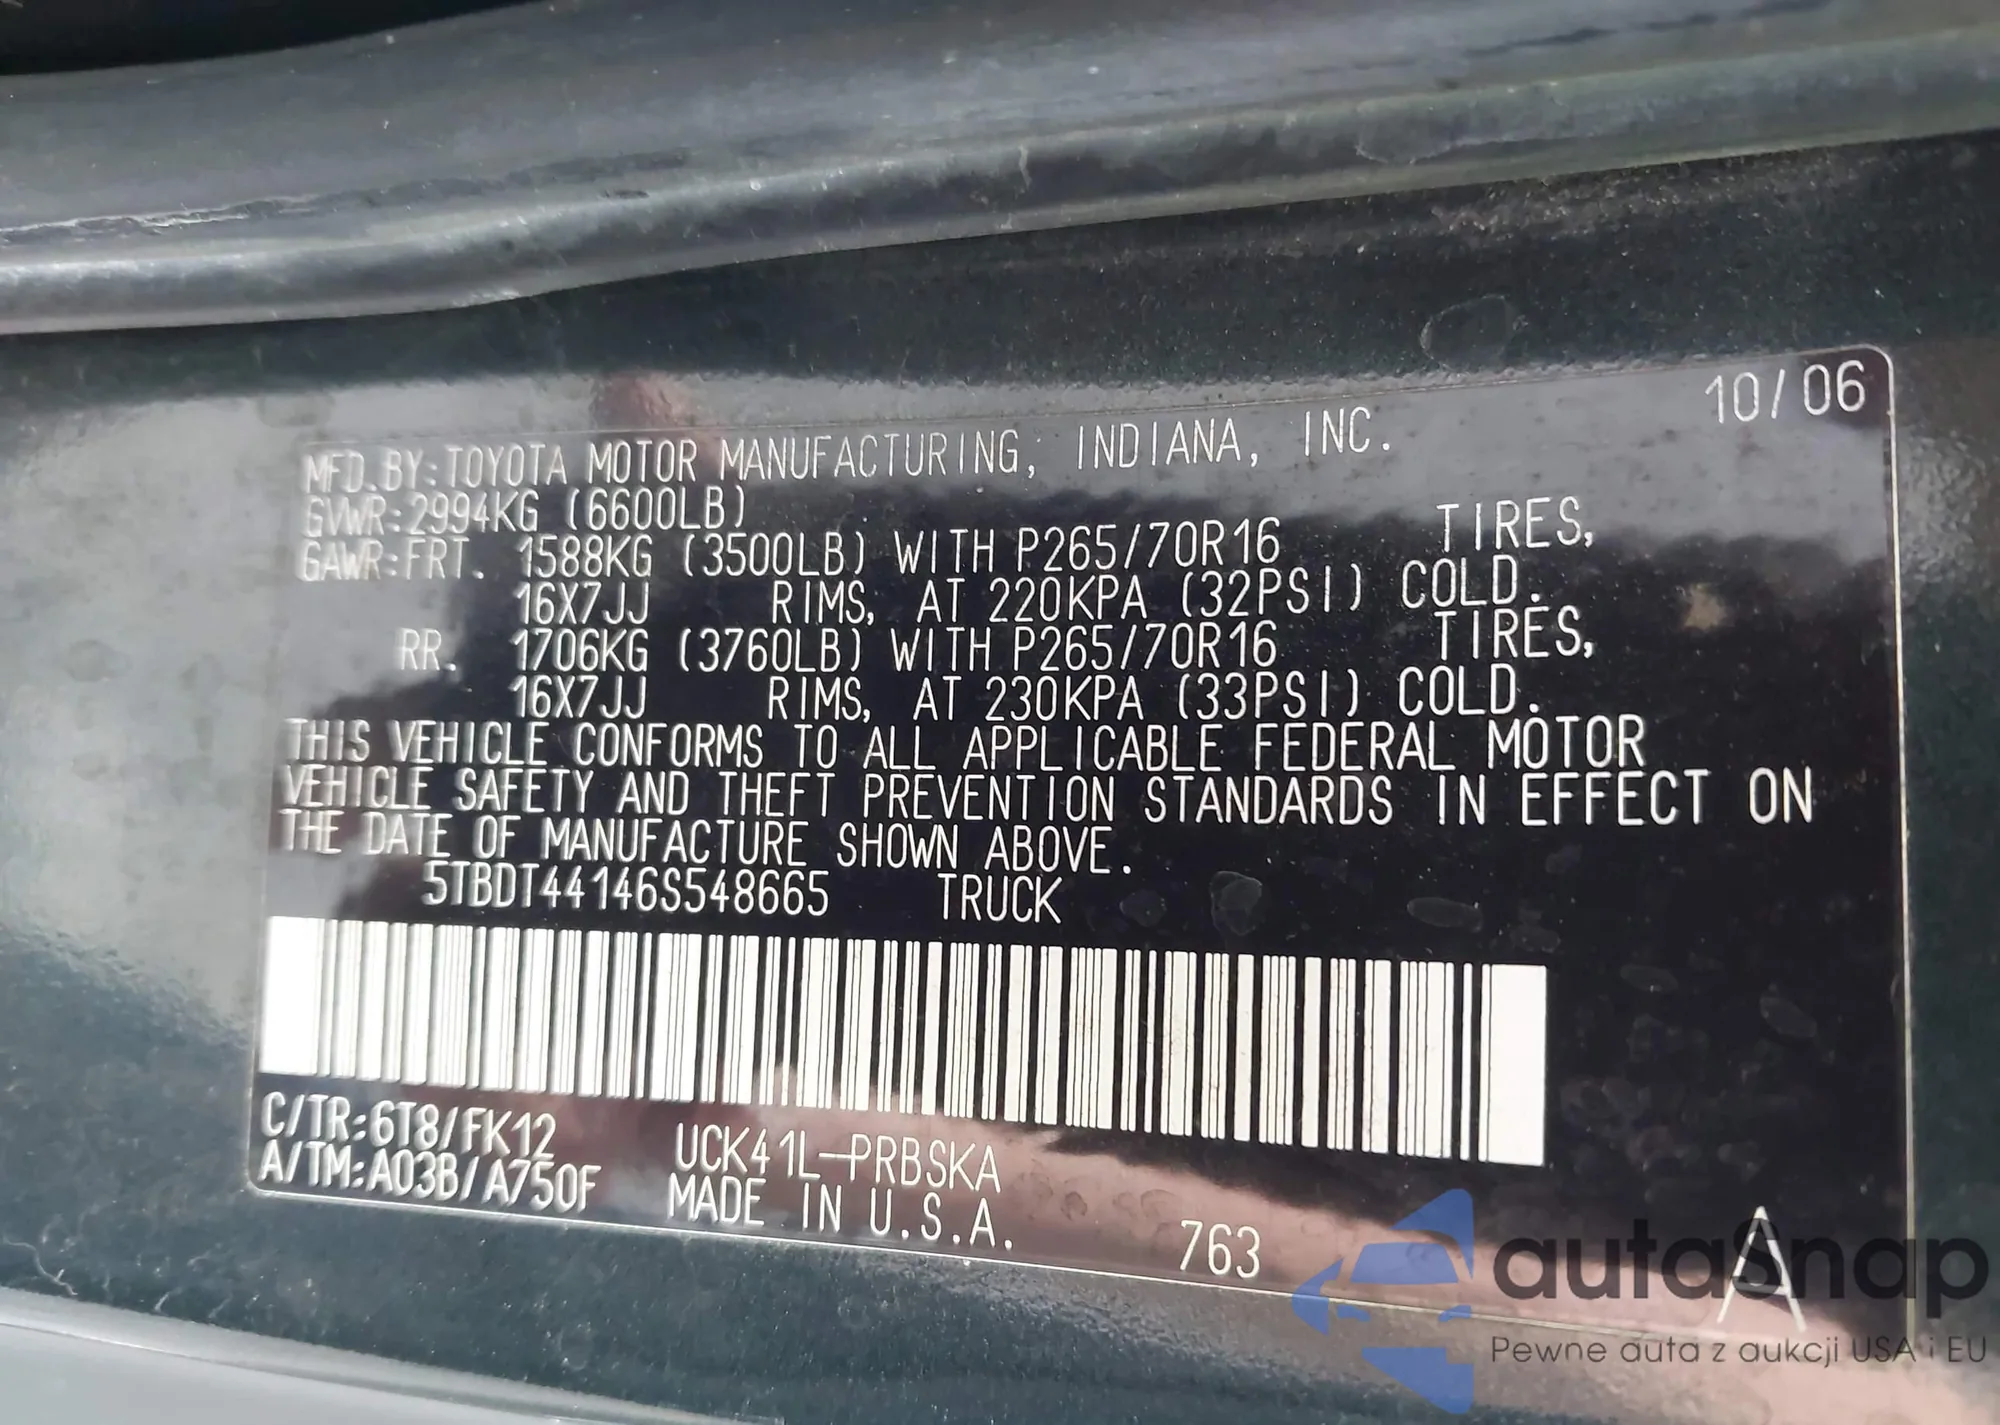 10/06
MFD.BY:TOYOTA MOTOR MANUFACTURING, INDIANA, INC.
GVWR:2994KG (6600LB)
GAWR:FRT. 1588KG (3500LB) WITH P265/70R16 TIRES,
16X7JJ RIMS, AT 220KPA (32PSI) COLD.
RR. 1706KG (3760LB) WITH P265/70R16 TIRES,
16X7JJ RIMS, AT 230KPA (33PSI) COLD.
THIS VEHICLE CONFORMS TO ALL APPLICABLE FEDERAL MOTOR
VEHICLE SAFETY AND THEFT PREVENTION STANDARDS IN EFFECT ON
THE DATE OF MANUFACTURE SHOWN ABOVE.
5TBDT44146S548665 TRUCK
C/TR:6T8/FK12 UCK41L-PRBSKA
A/TM:A03B/A750F MADE IN U.S.A.
763
A
autoSnap
Pewne auta z aukcji USA i EU